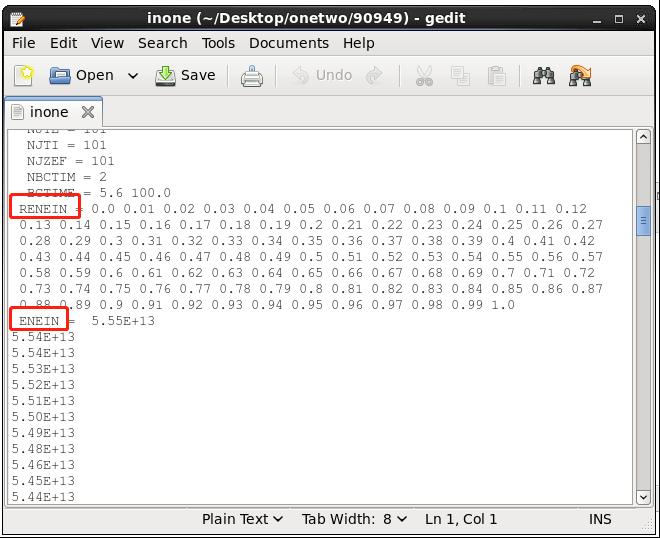 inone (~/Desktop/onetwo/90949) - gedit
File Edit View Search Tools Documents Help
Open Save Undo
inone
NJTI = 101
NJZEF = 101
NBCTIM = 2
BCTIME = 5.6 100.0
RENEIN = 0.0 0.01 0.02 0.03 0.04 0.05 0.06 0.07 0.08 0.09 0.1 0.11 0.12
0.13 0.14 0.15 0.16 0.17 0.18 0.19 0.2 0.21 0.22 0.23 0.24 0.25 0.26 0.27
0.28 0.29 0.3 0.31 0.32 0.33 0.34 0.35 0.36 0.37 0.38 0.39 0.4 0.41 0.42
0.43 0.44 0.45 0.46 0.47 0.48 0.49 0.5 0.51 0.52 0.53 0.54 0.55 0.56 0.57
0.58 0.59 0.6 0.61 0.62 0.63 0.64 0.65 0.66 0.67 0.68 0.69 0.7 0.71 0.72
0.73 0.74 0.75 0.76 0.77 0.78 0.79 0.8 0.81 0.82 0.83 0.84 0.85 0.86 0.87
0.88 0.89 0.9 0.91 0.92 0.93 0.94 0.95 0.96 0.97 0.98 0.99 1.0
ENEIN = 5.55E+13
5.54E+13
5.54E+13
5.53E+13
5.52E+13
5.51E+13
5.50E+13
5.49E+13
5.48E+13
5.46E+13
5.45E+13
5.44E+13
Plain Text Tab Width: 8 Ln 1, Col 1 INS